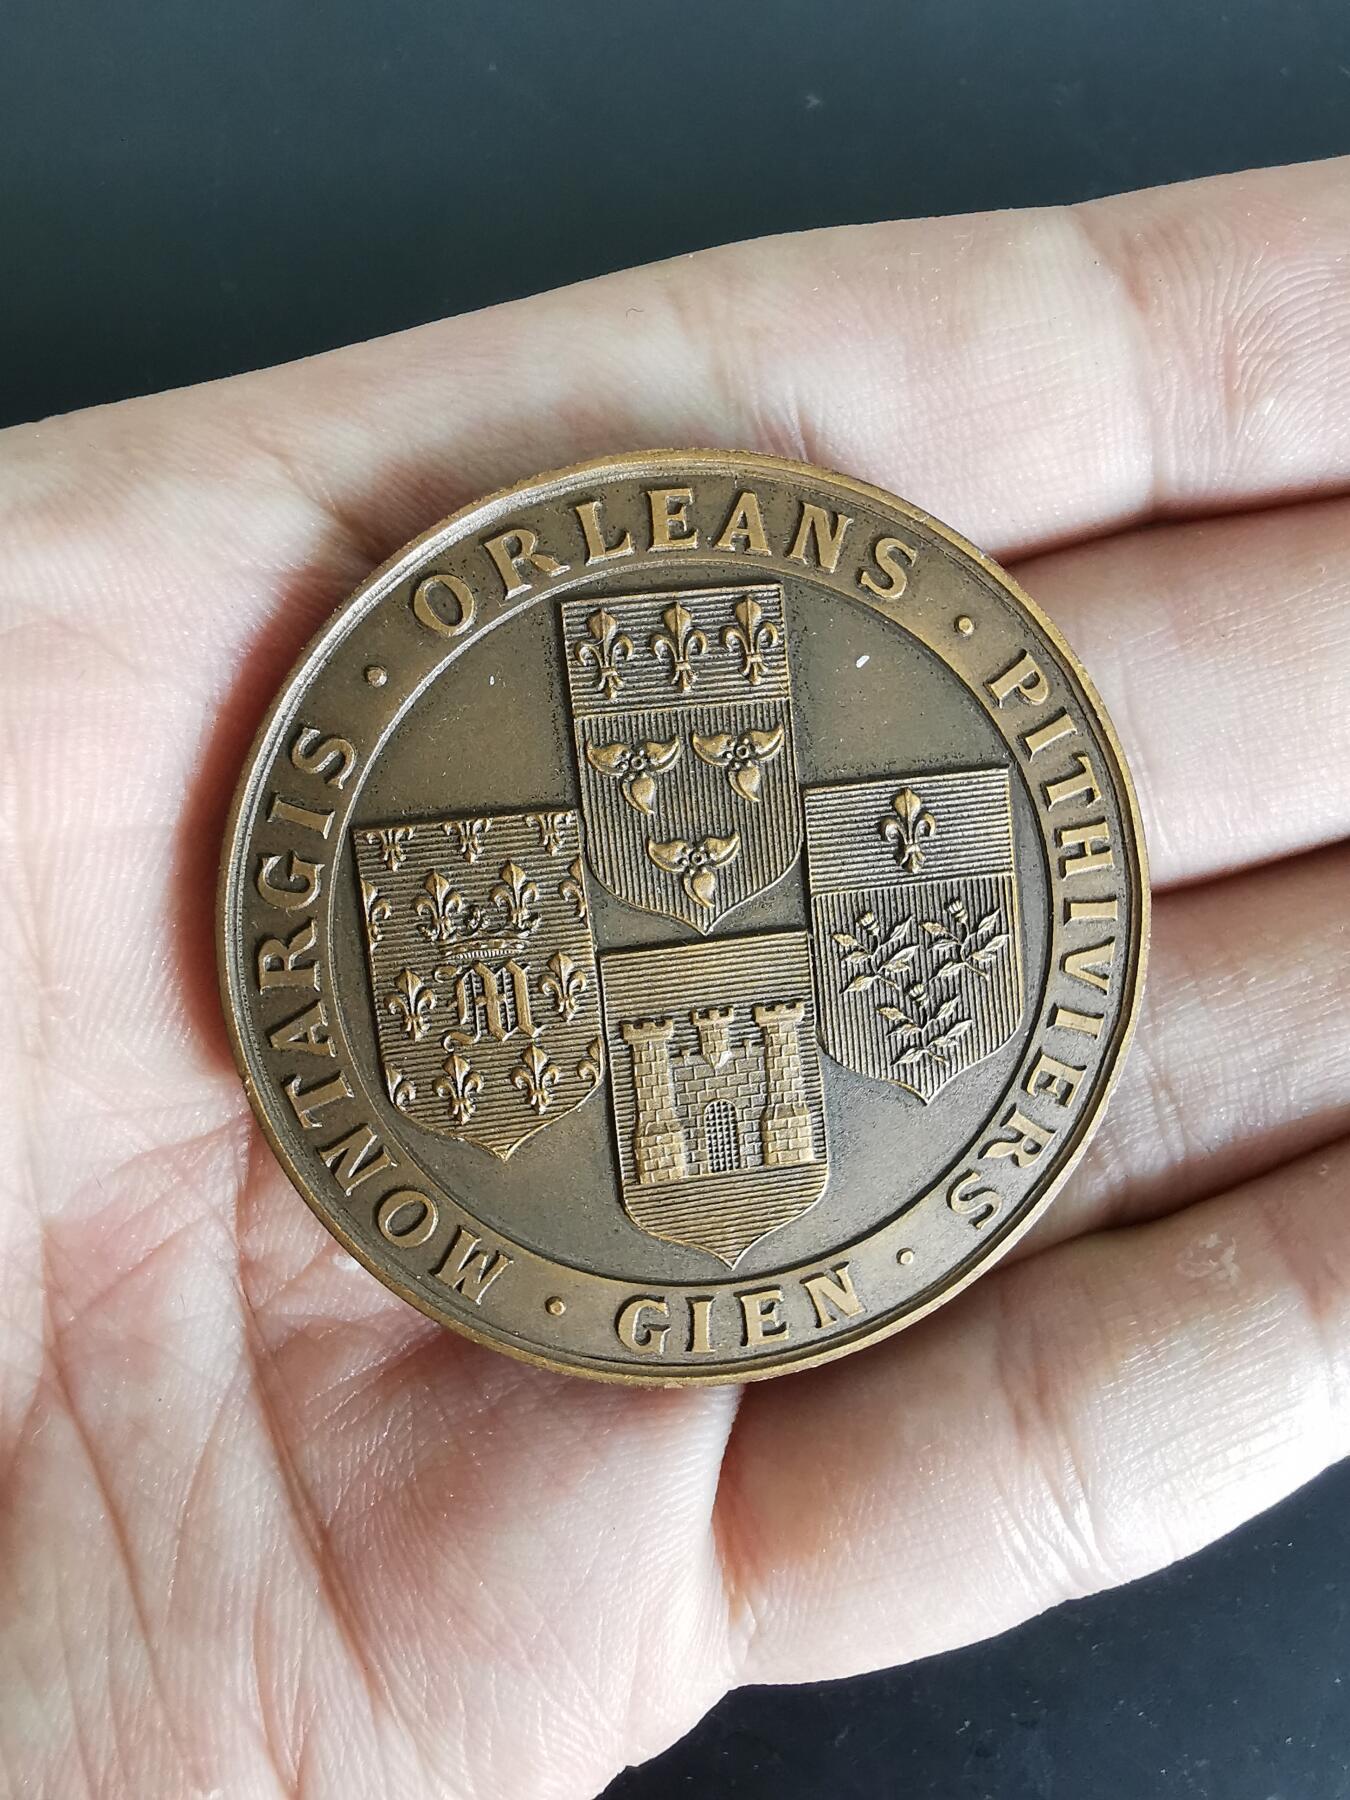 ORLEANS · PITHIVIERS · GIEN · MONTARGIS ·
M